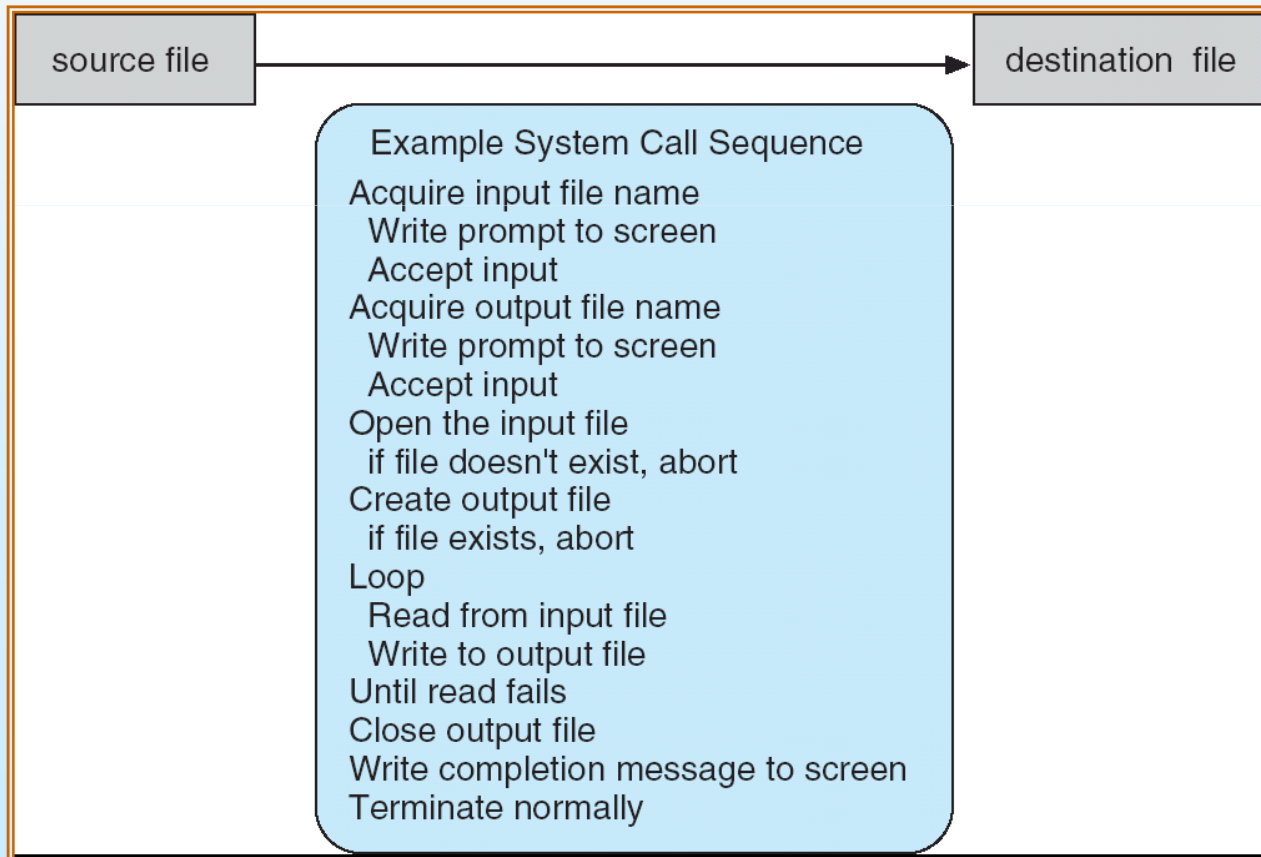 source file
destination file
Example System Call Sequence
Acquire input file name
Write prompt to screen
Accept input
Acquire output file name
Write prompt to screen
Accept input
Open the input file
if file doesn't exist, abort
Create output file
if file exists, abort
Loop
Read from input file
Write to output file
Until read fails
Close output file
Write completion message to screen
Terminate normally